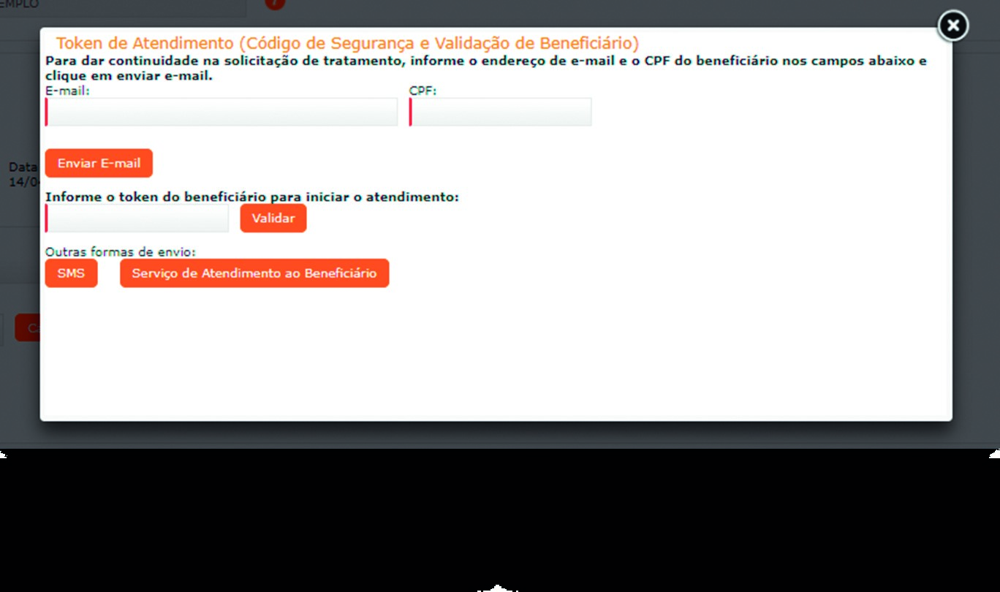 EMPLO
Token de Atendimento (Código de Segurança e Validação de Beneficiário)
Para dar continuidade na solicitação de tratamento, informe o endereço de e-mail e o CPF do beneficiário nos campos abaixo e
clique em enviar e-mail.
E-mail: CPF:
Enviar E-mail
Data
14/0
Informe o token do beneficiário para iniciar o atendimento:
Validar
Outras formas de envio:
SMS Serviço de Atendimento ao Beneficiário
Ca